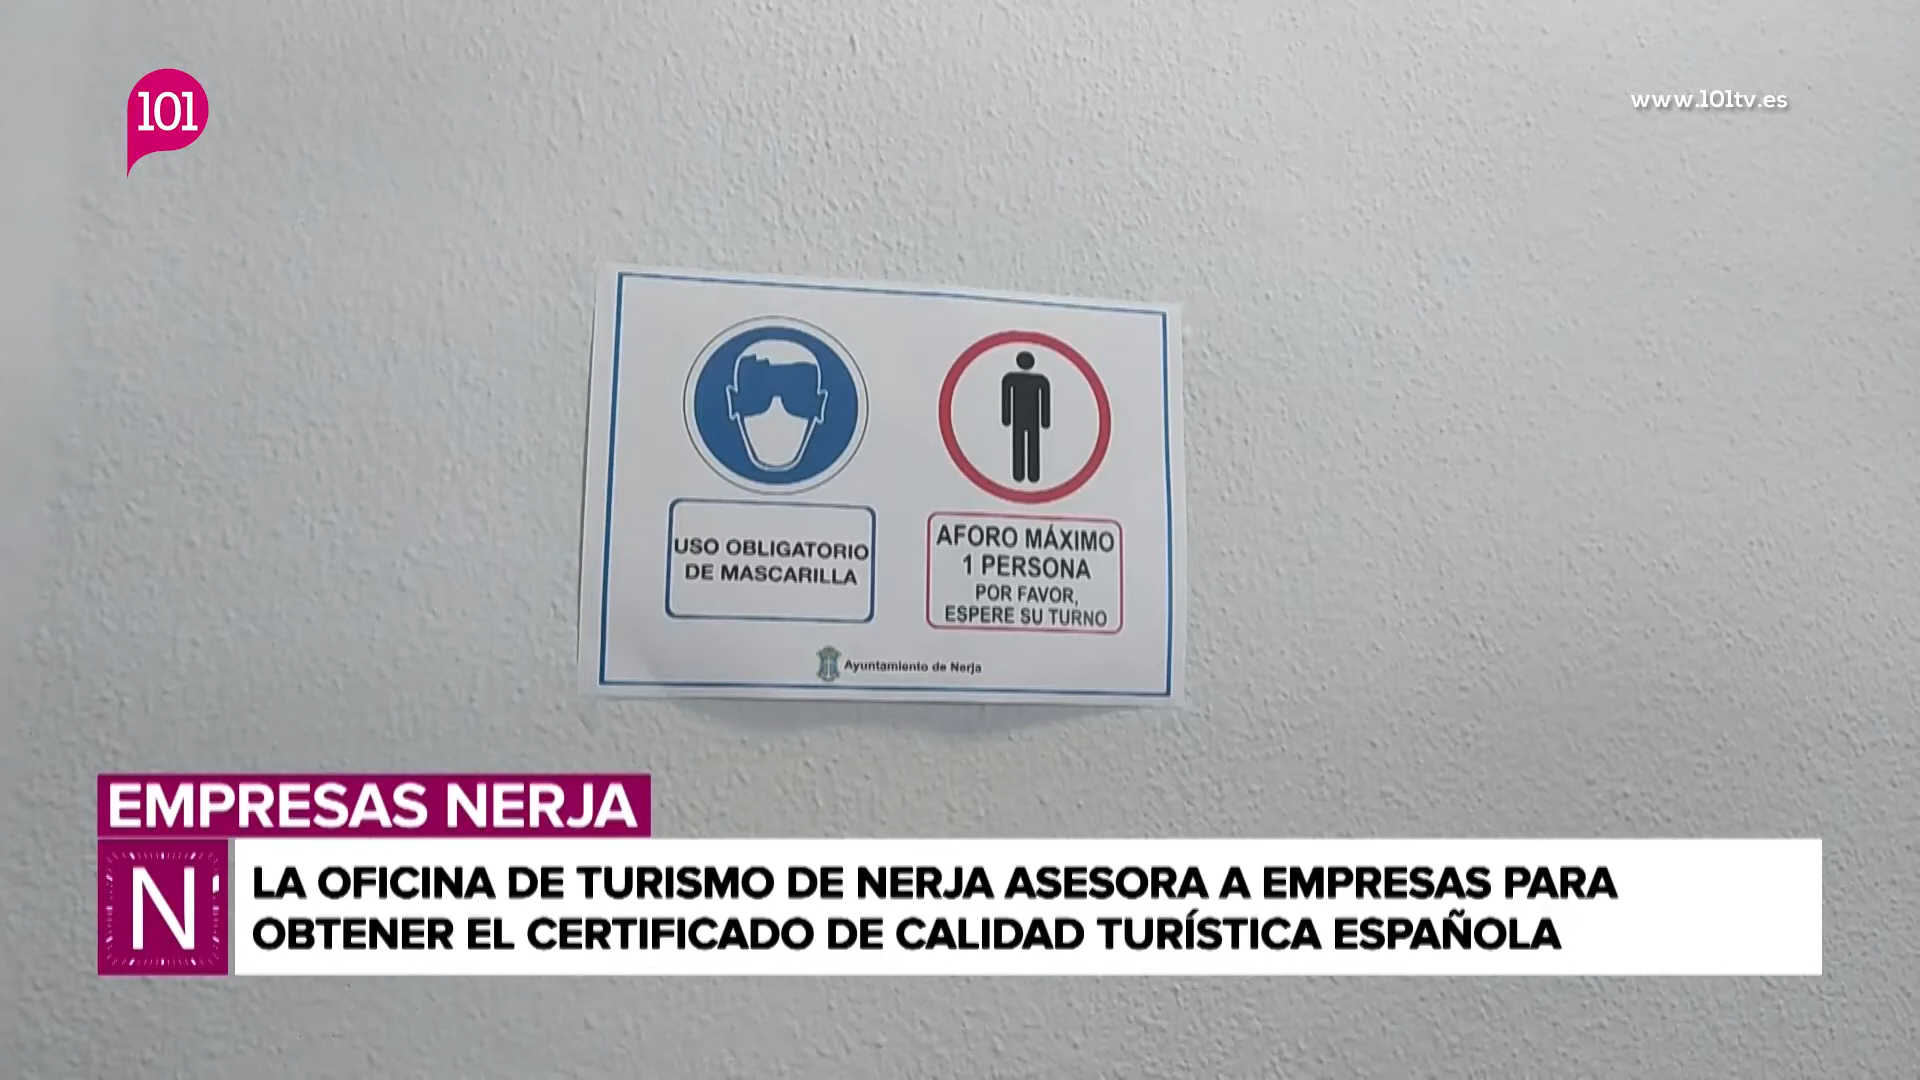 101
www.101tv.es
USO OBLIGATORIO
DE MASCARILLA
AFORO MÁXIMO
1 PERSONA
POR FAVOR,
ESPERE SU TURNO
Ayuntamiento de Nerja
EMPRESAS NERJA
N
LA OFICINA DE TURISMO DE NERJA ASESORA A EMPRESAS PARA
OBTENER EL CERTIFICADO DE CALIDAD TURÍSTICA ESPAÑOLA